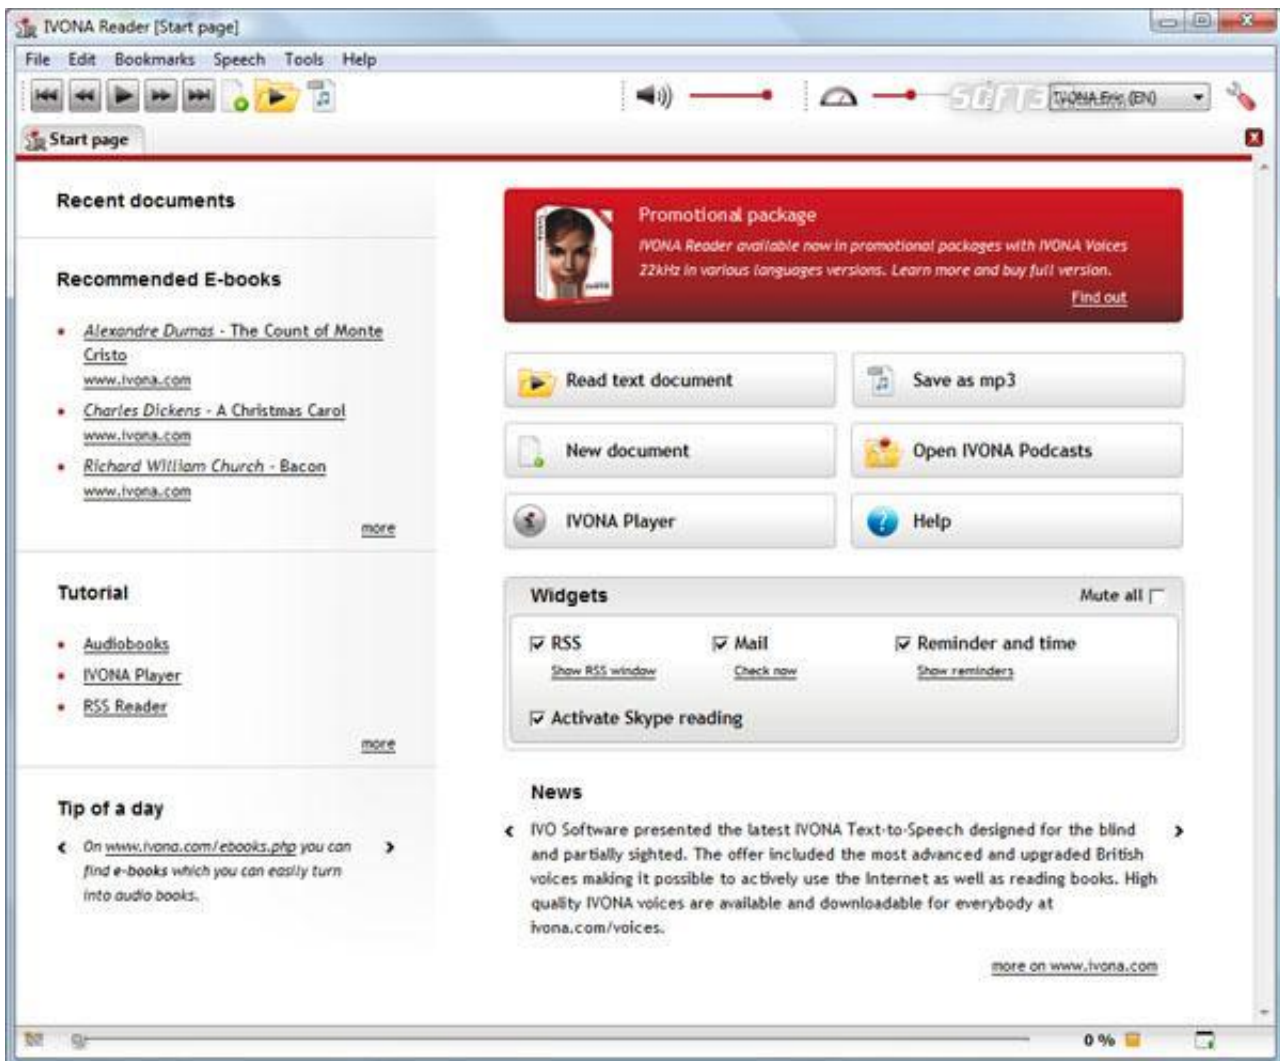 IVONA Reader [Start page]
File Edit Bookmarks Speech Tools Help
IVONA Eric (EN)
Start page
Recent documents
Recommended E-books
Alexandre Dumas - The Count of Monte
Cristo
www.ivona.com
Charles Dickens - A Christmas Carol
www.ivona.com
Richard William Church - Bacon
www.ivona.com
more
Tutorial
Audiobooks
IVONA Player
RSS Reader
more
Tip of a day
On www.ivona.com/ebooks.php you can
find e-books which you can easily turn
into audio books.
Promotional package
IVONA Reader available now in promotional packages with IVONA Voices
22kHz in various languages versions. Learn more and buy full version.
Find out
Read text document
Save as mp3
New document
Open IVONA Podcasts
IVONA Player
Help
Widgets
Mute all
RSS
Mail
Reminder and time
Show RSS window
Check now
Show reminders
Activate Skype reading
News
IVO Software presented the latest IVONA Text-to-Speech designed for the blind
and partially sighted. The offer included the most advanced and upgraded British
voices making it possible to actively use the Internet as well as reading books. High
quality IVONA voices are available and downloadable for everybody at
ivona.com/voices.
more on www.ivona.com
0 %